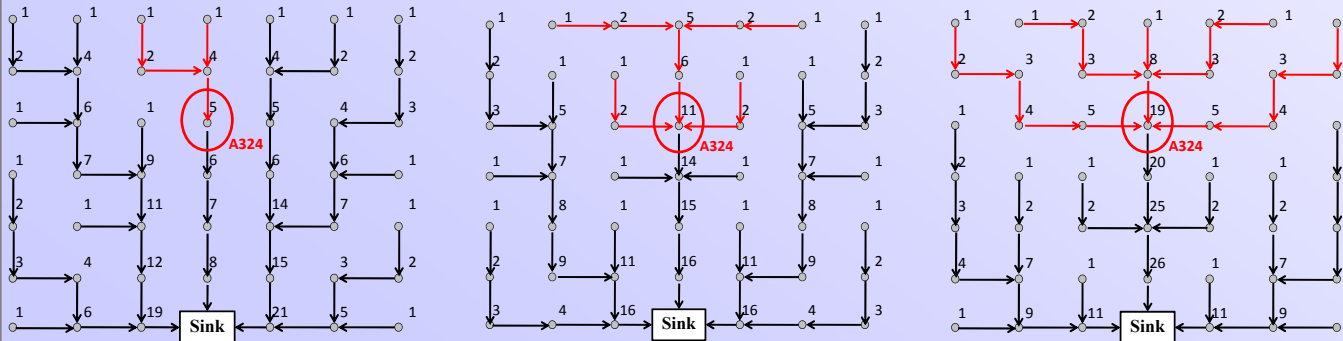 1 1 1 1 1 1 1
2 4 2 4 4 2 2
1 6 1 5 5 4 3
A324
1 7 9 6 6 6 1
2 1 11 7 14 7 1
3 4 12 8 15 3 2
1 6 19 Sink 21 5 1
1 1 2 5 2 1 1
2 1 1 6 1 1 2
3 5 2 11 2 5 3
A324
1 7 1 14 1 7 1
1 8 1 15 1 8 1
2 9 11 16 11 9 2
3 4 16 Sink 16 4 3
1 1 2 1 2 1
2 3 3 8 3 3
1 4 5 19 5 4
A324
2 1 1 20 1 1
3 2 2 25 2 2
4 7 1 26 1 7
1 9 11 Sink 11 9